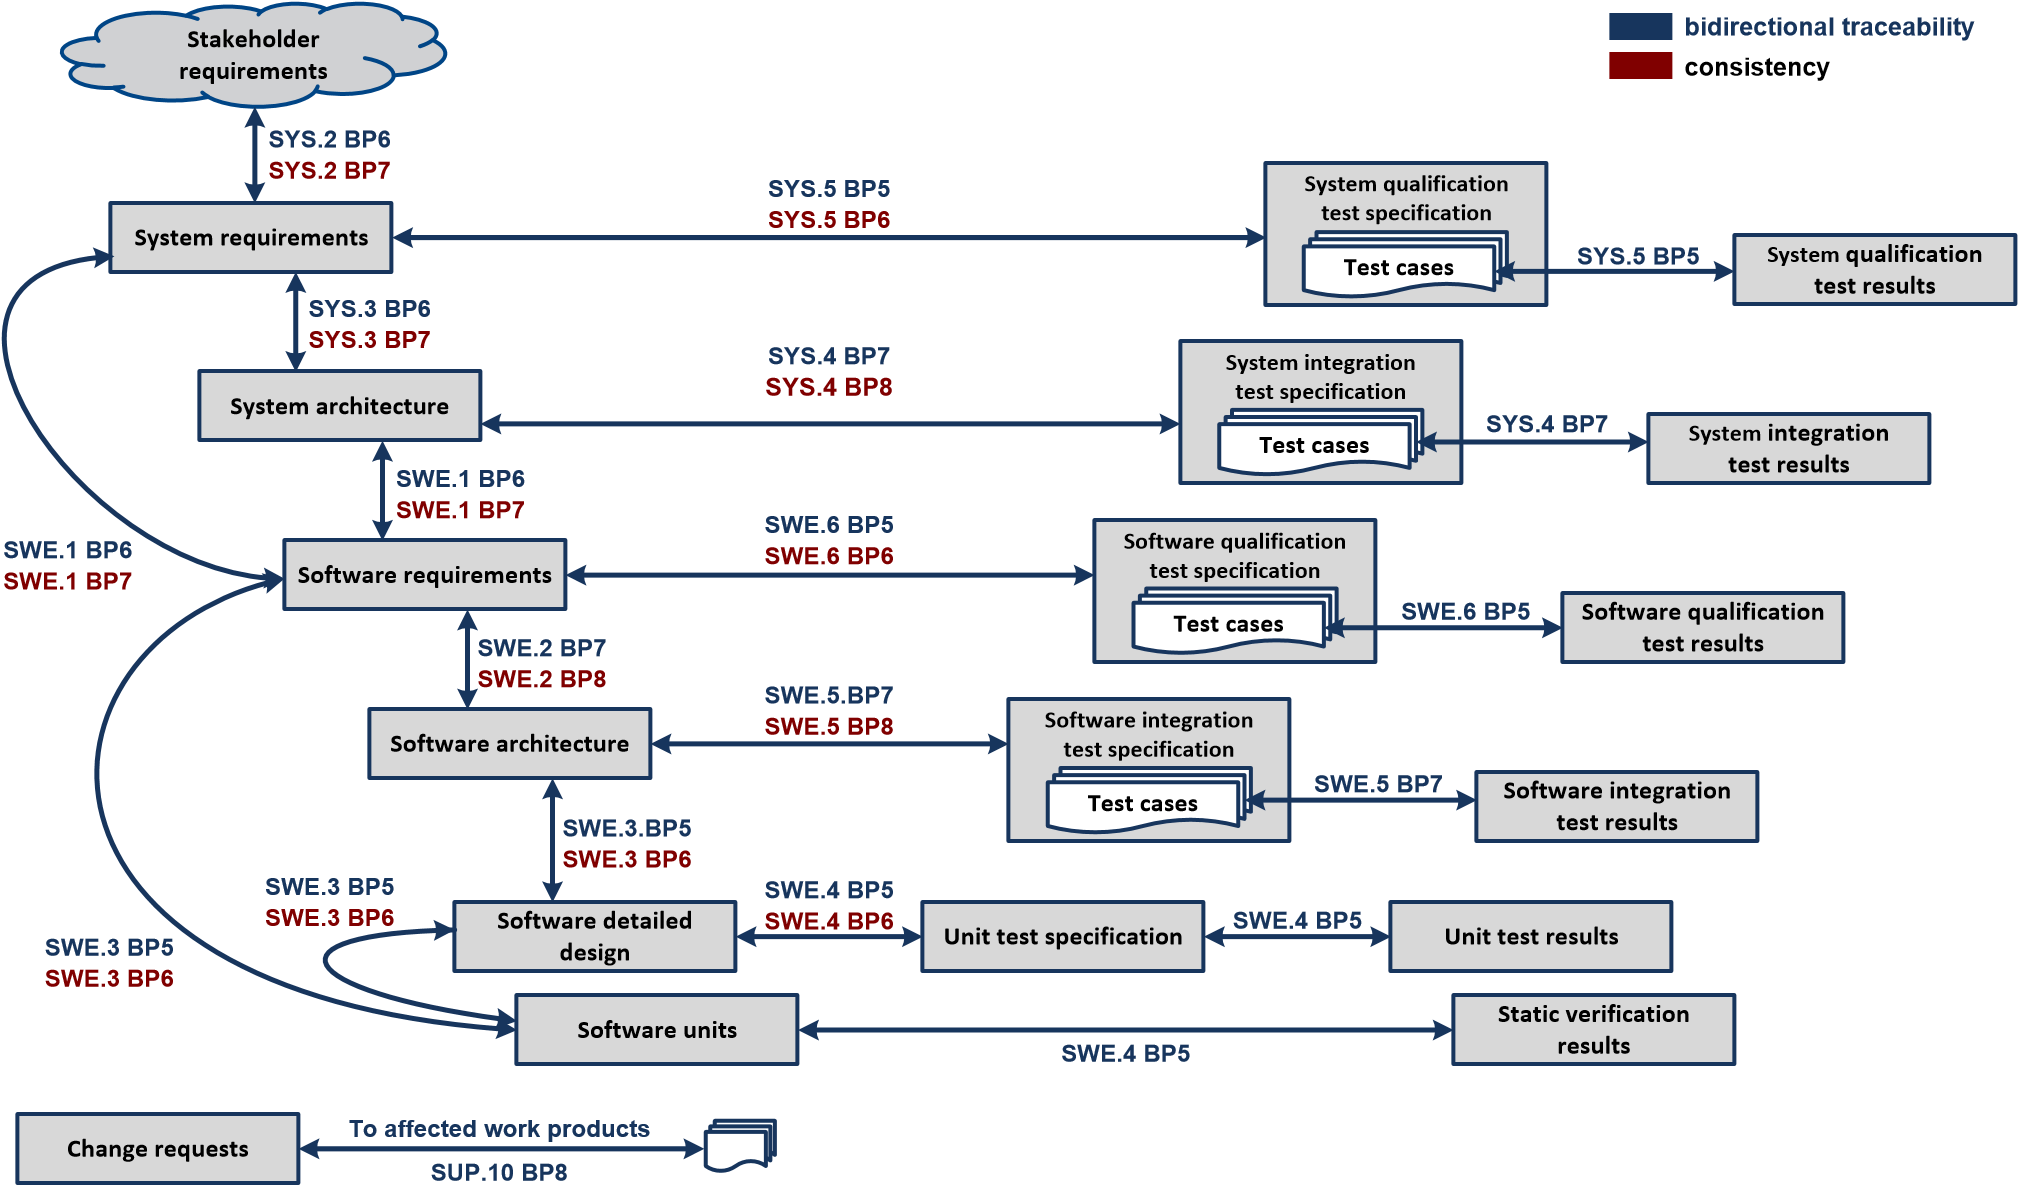 Stakeholder
requirements
bidirectional traceability
consistency
SYS.2 BP6
SYS.2 BP7
System requirements
SYS.5 BP5
SYS.5 BP6
System qualification
test specification
Test cases
SYS.5 BP5
System qualification
test results
SYS.3 BP6
SYS.3 BP7
System architecture
SYS.4 BP7
SYS.4 BP8
System integration
test specification
Test cases
SYS.4 BP7
System integration
test results
SWE.1 BP6
SWE.1 BP7
SWE.1 BP6
SWE.1 BP7
Software requirements
SWE.6 BP5
SWE.6 BP6
Software qualification
test specification
Test cases
SWE.6 BP5
Software qualification
test results
SWE.2 BP7
SWE.2 BP8
Software architecture
SWE.5.BP7
SWE.5 BP8
Software integration
test specification
Test cases
SWE.5 BP7
Software integration
test results
SWE.3.BP5
SWE.3 BP6
SWE.3 BP5
SWE.3 BP6
Software detailed
design
SWE.4 BP5
SWE.4 BP6
Unit test specification
SWE.4 BP5
Unit test results
SWE.3 BP5
SWE.3 BP6
Software units
SWE.4 BP5
Static verification
results
Change requests
To affected work products
SUP.10 BP8